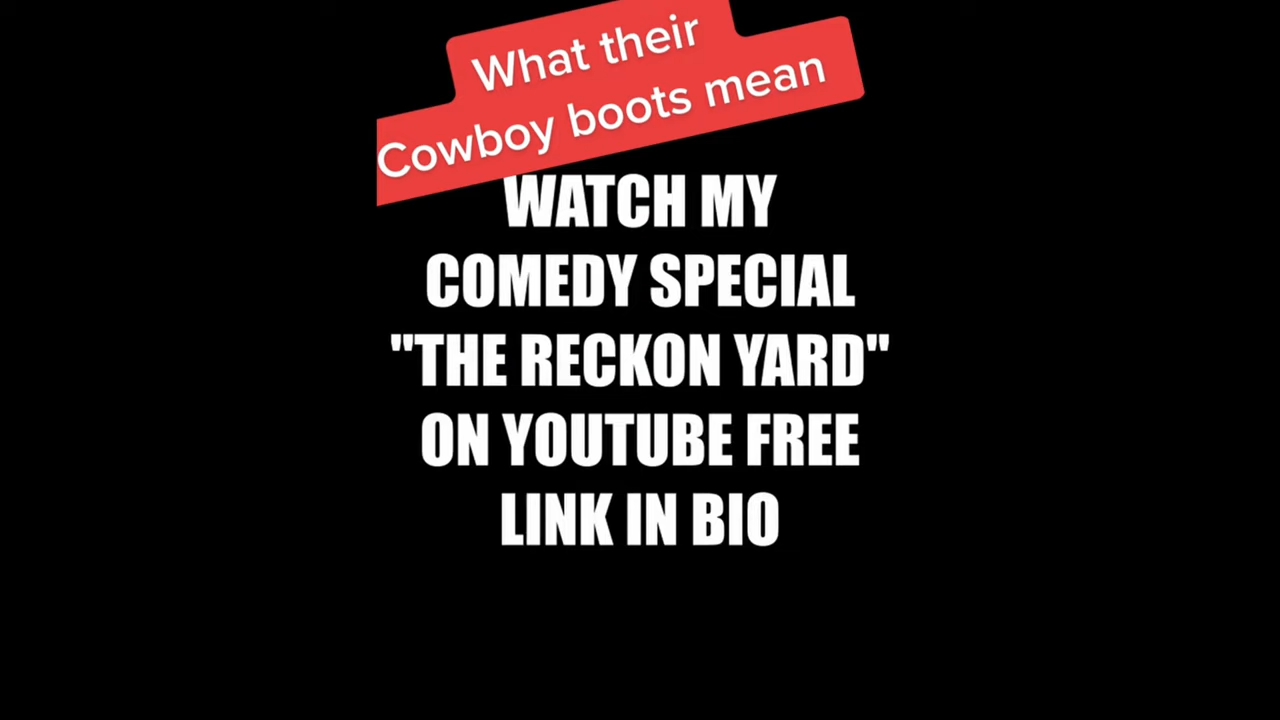 What their
Cowboy boots mean
WATCH MY
COMEDY SPECIAL
"THE RECKON YARD"
ON YOUTUBE FREE
LINK IN BIO